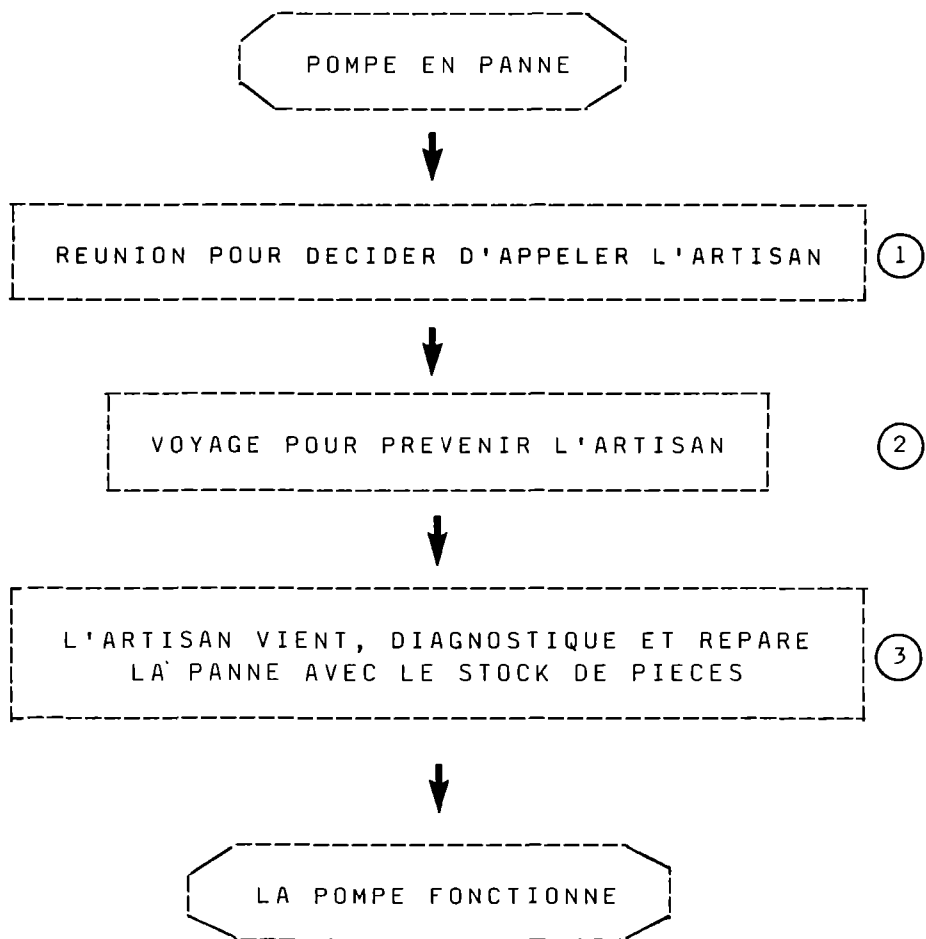 POMPE EN PANNE
REUNION POUR DECIDER D'APPELER L'ARTISAN
1
VOYAGE POUR PREVENIR L'ARTISAN
2
L'ARTISAN VIENT, DIAGNOSTIQUE ET REPARE
LA PANNE AVEC LE STOCK DE PIECES
3
LA POMPE FONCTIONNE